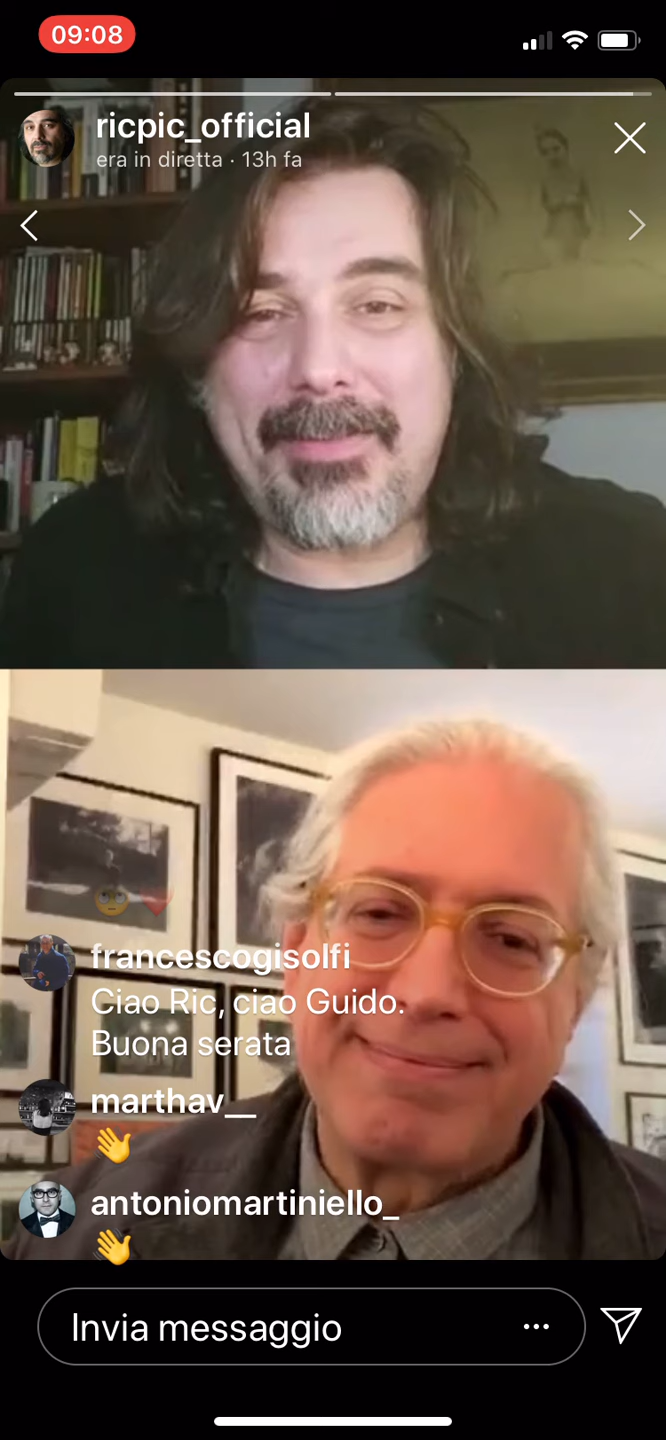 09:08
ricpic_official
era in diretta · 13h fa
francescogisolfi
Ciao Ric, ciao Guido.
Buona serata
marthav__
👋
antoniomartiniello_
👋
Invia messaggio